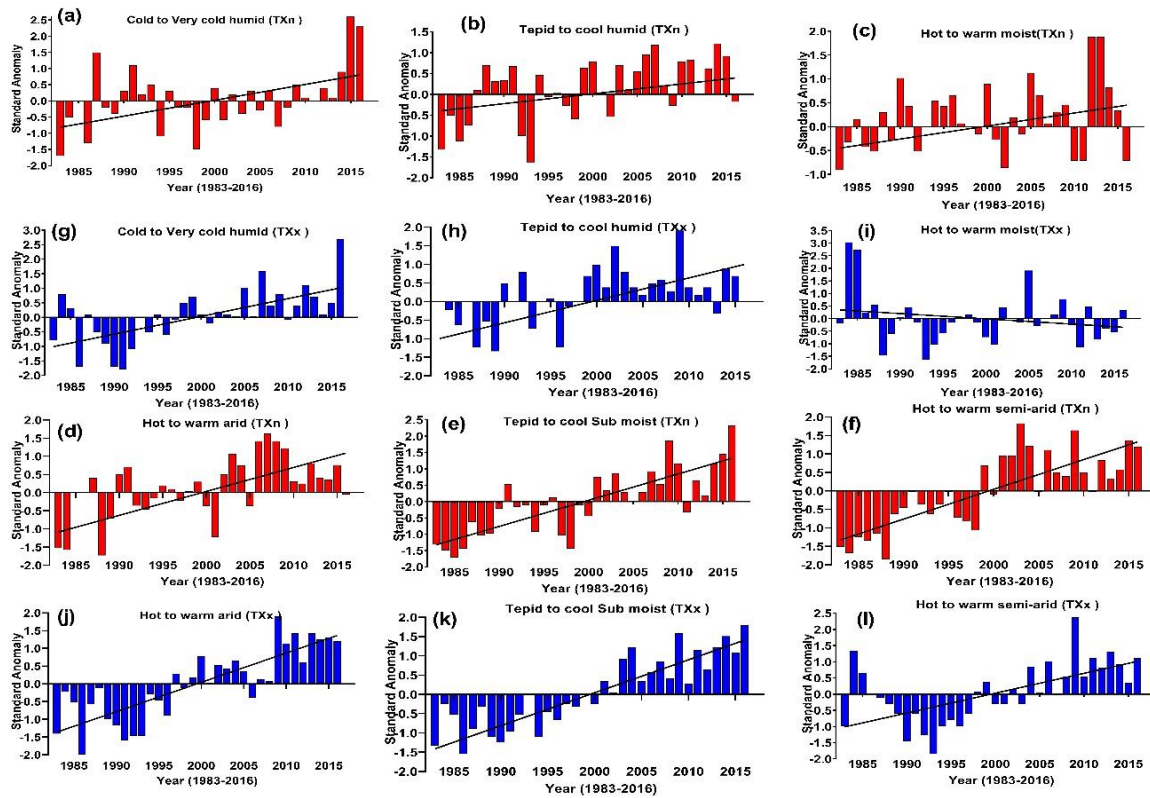 (a)
Cold to Very cold humid (TXn )
Standard Anomaly
2.5
2.0
1.5
1.0
0.5
0.0
-0.5
-1.0
-1.5
-2.0
1985 1990 1995 2000 2005 2010 2015
Year (1983-2016)
(b)
Tepid to cool humid (TXn )
Standard Anomaly
1.5
1.0
0.5
0.0
-0.5
-1.0
-1.5
-2.0
1985 1990 1995 2000 2005 2010 2015
Year (1983-2016)
(c)
Hot to warm moist(TXn )
Standard Anomaly
2.0
1.5
1.0
0.5
0.0
-0.5
-1.0
1985 1990 1995 2000 2005 2010 2015
Year (1983-2016)
(g)
Cold to Very cold humid (TXx )
Standard Anomaly
3.0
2.5
2.0
1.5
1.0
0.5
0.0
-0.5
-1.0
-1.5
-2.0
1985 1990 1995 2000 2005 2010 2015
Year (1983-2016)
(h)
Tepid to cool humid (TXx )
Standard Anomaly
2.0
1.5
1.0
0.5
0.0
-0.5
-1.0
-1.5
-2.0
1985 1990 1995 2000 2005 2010 2015
Year (1983-2016)
(i)
Hot to warm moist(TXx )
Standard Anomaly
3.5
3.0
2.5
2.0
1.5
1.0
0.5
0.0
-0.5
-1.0
-1.5
-2.0
1985 1990 1995 2000 2005 2010 2015
Year (1983-2016)
(d)
Hot to warm arid (TXn )
Standard Anomaly
2.0
1.5
1.0
0.5
0.0
-0.5
-1.0
-1.5
-2.0
1985 1990 1995 2000 2005 2010 2015
Year (1983-2016)
(e)
Tepid to cool Sub moist (TXn )
Standard Anomaly
2.5
2.0
1.5
1.0
0.5
0.0
-0.5
-1.0
-1.5
-2.0
1985 1990 1995 2000 2005 2010 2015
Year (1983-2016)
(f)
Hot to warm semi-arid (TXn )
Standard Anomaly
2.0
1.5
1.0
0.5
0.0
-0.5
-1.0
-1.5
-2.0
1985 1990 1995 2000 2005 2010 2015
Year (1983-2016)
(j)
Hot to warm arid (TXx )
Standard Anomaly
2.0
1.5
1.0
0.5
0.0
-0.5
-1.0
-1.5
-2.0
1985 1990 1995 2000 2005 2010 2015
Year (1983-2016)
(k)
Tepid to cool Sub moist (TXx )
Standard Anomaly
2.0
1.5
1.0
0.5
0.0
-0.5
-1.0
-1.5
-2.0
1985 1990 1995 2000 2005 2010 2015
Year (1983-2016)
(l)
Hot to warm semi-arid (TXx )
Standard Anomaly
2.5
2.0
1.5
1.0
0.5
0.0
-0.5
-1.0
-1.5
-2.0
1985 1990 1995 2000 2005 2010 2015
Year (1983-2016)